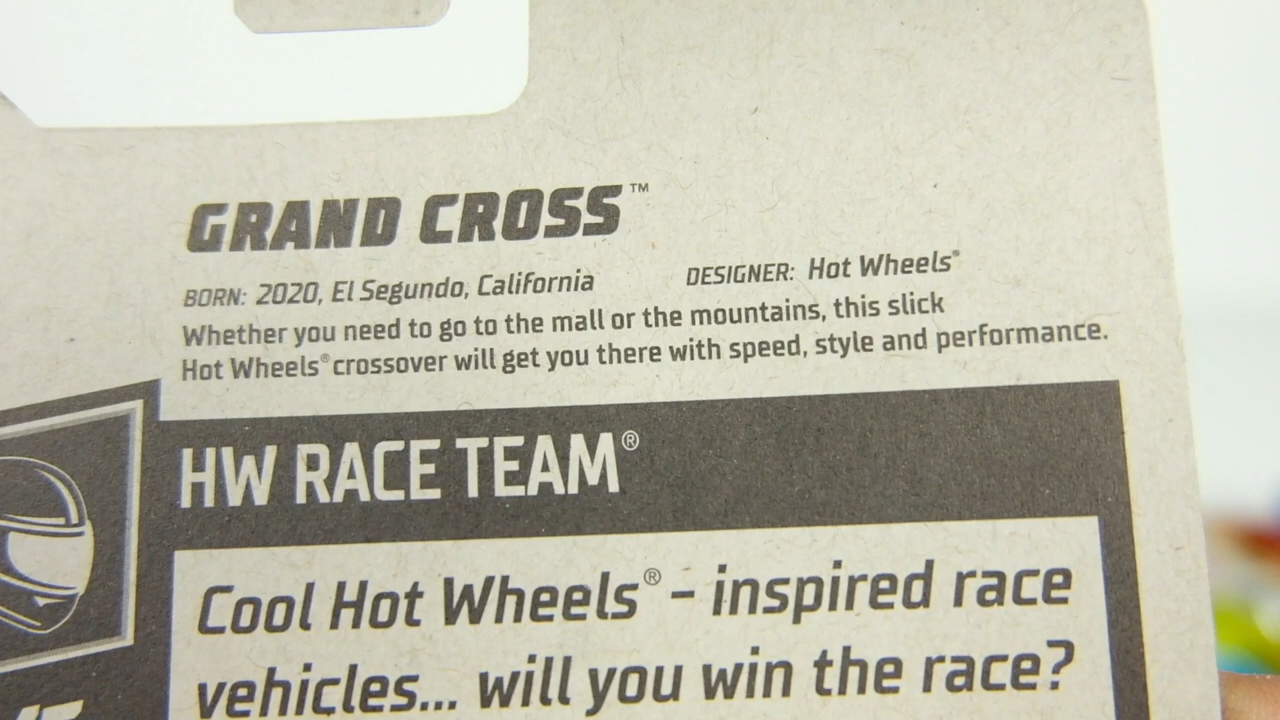 GRAND CROSS™
BORN: 2020, El Segundo, California DESIGNER: Hot Wheels®
Whether you need to go to the mall or the mountains, this slick
Hot Wheels® crossover will get you there with speed, style and performance.
HW RACE TEAM®
Cool Hot Wheels® – inspired race
vehicles... will you win the race?